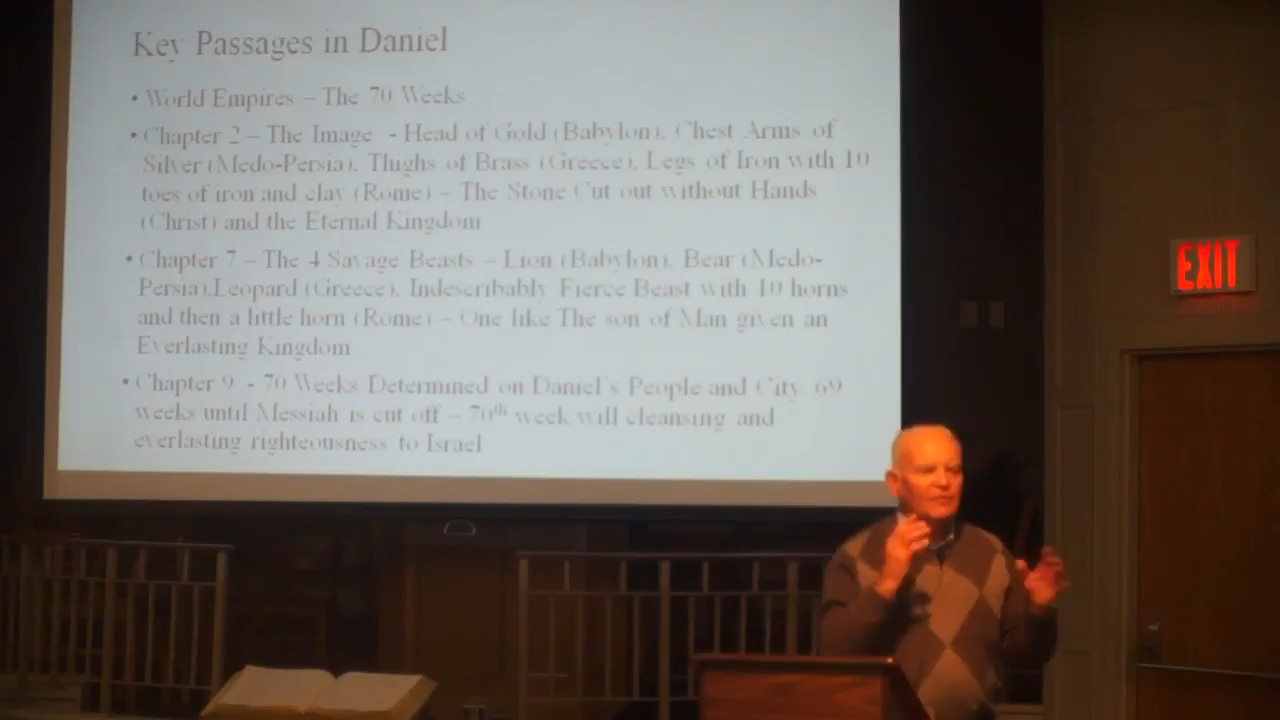 Key Passages in Daniel
• World Empires – The 70 Weeks
• Chapter 2 – The Image - Head of Gold (Babylon), Chest Arms of
Silver (Medo-Persia), Thighs of Brass (Greece), Legs of Iron with 10
toes of iron and clay (Rome) – The Stone Cut out without Hands
(Christ) and the Eternal Kingdom
• Chapter 7 – The 4 Savage Beasts – Lion (Babylon), Bear (Medo-
Persia),Leopard (Greece), Indescribably Fierce Beast with 10 horns
and then a little horn (Rome) – One like The son of Man given an
Everlasting Kingdom
• Chapter 9 - 70 Weeks Determined on Daniel's People and City, 69
weeks until Messiah is cut off – 70th week will cleansing and
everlasting righteousness to Israel
EXIT